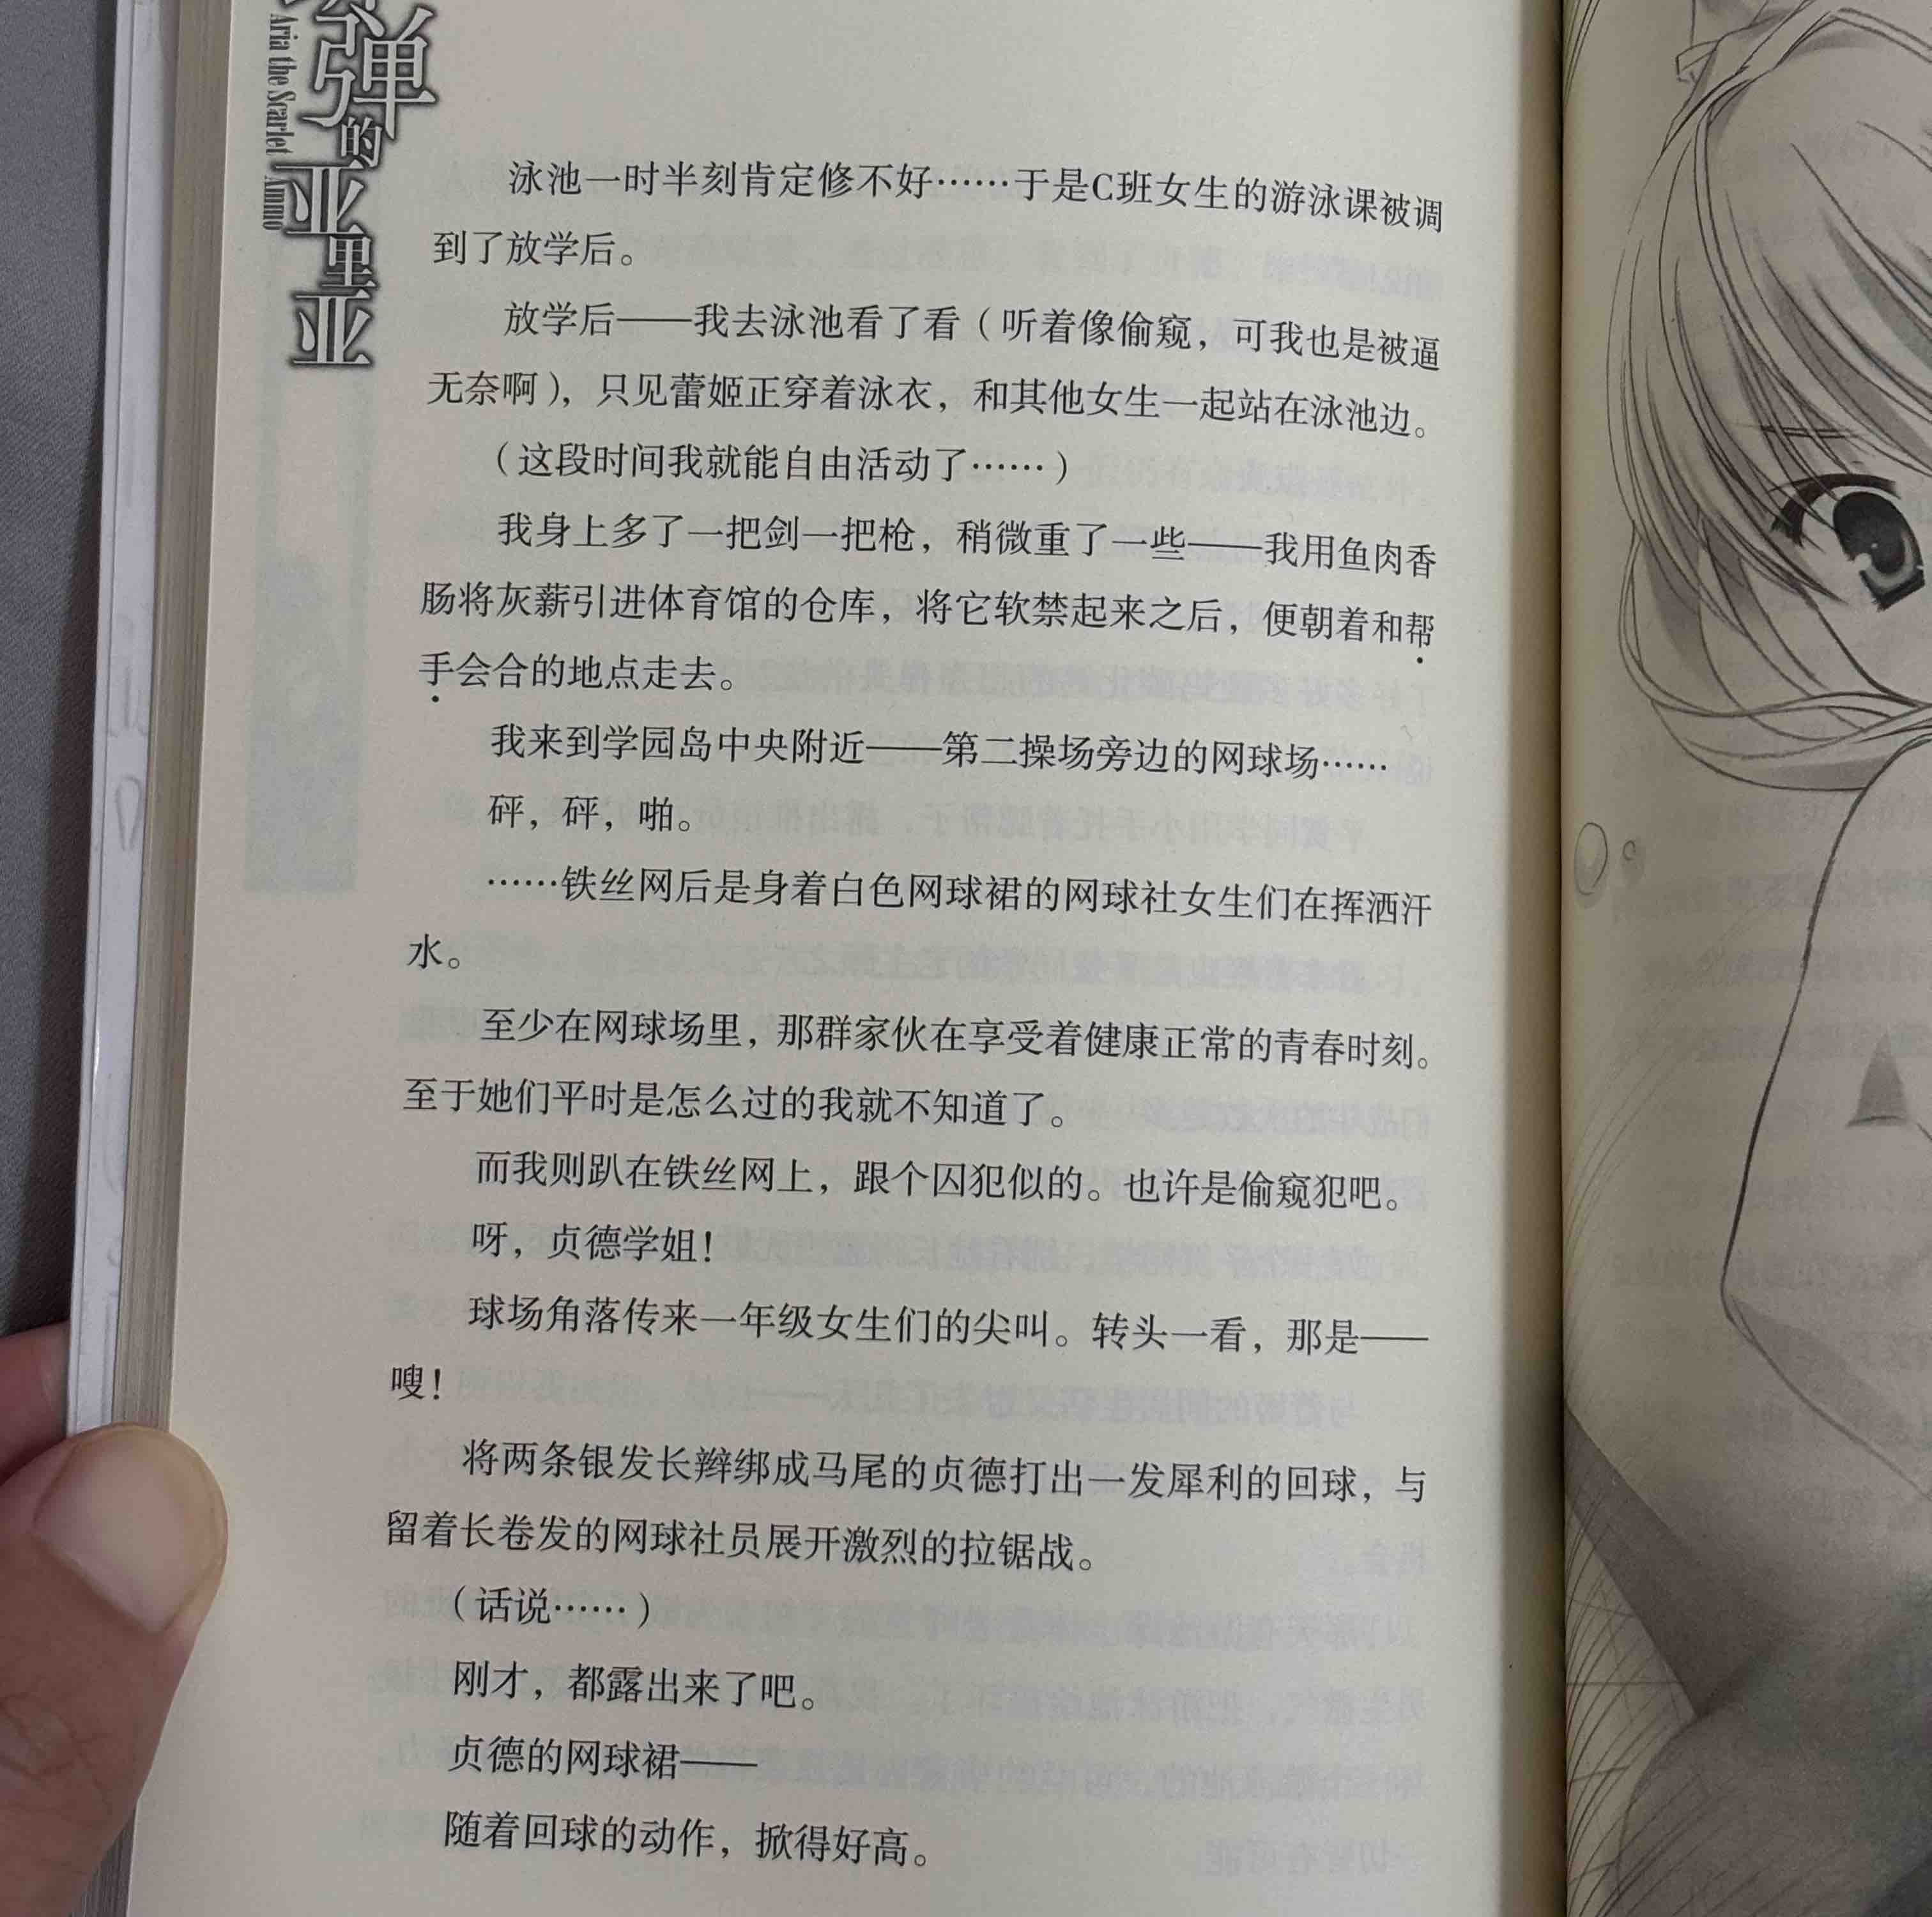 弹的亚里亚
Aria the Scarlet Ammo
泳池一时半刻肯定修不好……于是C班女生的游泳课被调
到了放学后。
放学后——我去泳池看了看（听着像偷窥，可我也是被逼
无奈啊），只见蕾姬正穿着泳衣，和其他女生一起站在泳池边。
（这段时间我就能自由活动了……）
我身上多了一把剑一把枪，稍微重了一些——我用鱼肉香
肠将灰薪引进体育馆的仓库，将它软禁起来之后，便朝着和帮
手会合的地点走去。
我来到学园岛中央附近——第二操场旁边的网球场……
砰，砰，啪。
……铁丝网后是身着白色网球裙的网球社女生们在挥洒汗
水。
至少在网球场里，那群家伙在享受着健康正常的青春时刻。
至于她们平时是怎么过的我就不知道了。
而我则趴在铁丝网上，跟个囚犯似的。也许是偷窥犯吧。
呀，贞德学姐！
球场角落传来一年级女生们的尖叫。转头一看，那是——
嗖！
将两条银发长辫绑成马尾的贞德打出一发犀利的回球，与
留着长卷发的网球社员展开激烈的拉锯战。
（话说……）
刚才，都露出来了吧。
贞德的网球裙——
随着回球的动作，掀得好高。